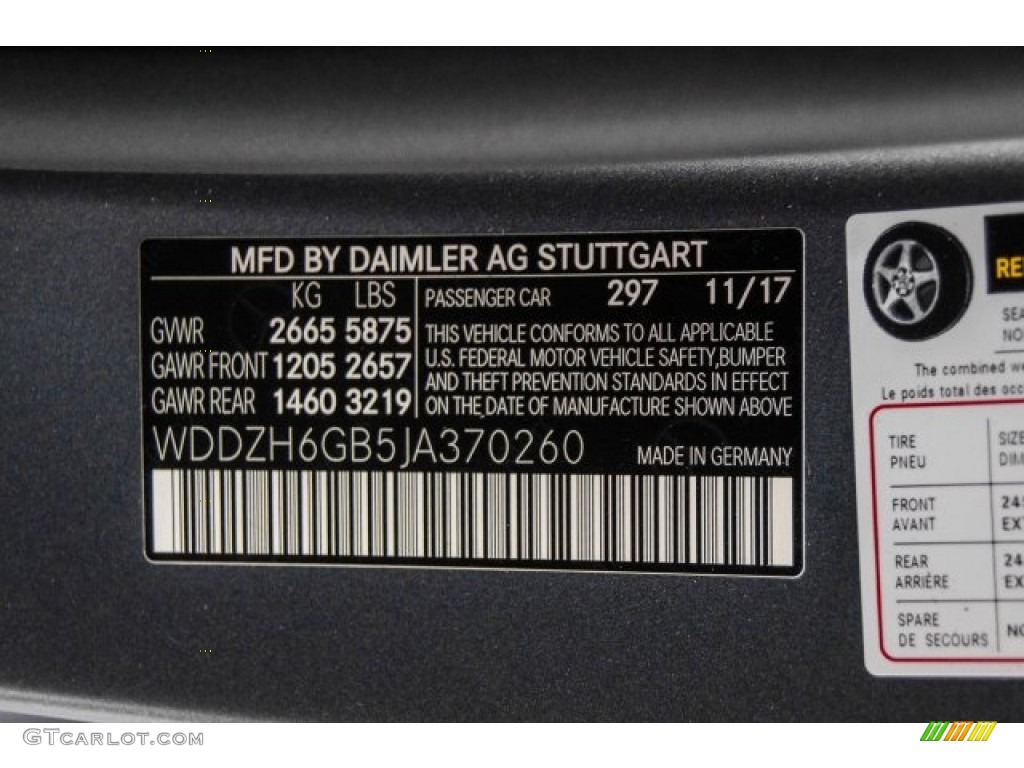 MFD BY DAIMLER AG STUTTGART
KG LBS
GVWR 2665 5875
GAWR FRONT 1205 2657
GAWR REAR 1460 3219
PASSENGER CAR 297 11/17
THIS VEHICLE CONFORMS TO ALL APPLICABLE
U.S. FEDERAL MOTOR VEHICLE SAFETY, BUMPER
AND THEFT PREVENTION STANDARDS IN EFFECT
ON THE DATE OF MANUFACTURE SHOWN ABOVE
WDDZH6GB5JA370260 MADE IN GERMANY
The combined
Le poids total des
TIRE
PNEU
FRONT
AVANT
REAR
ARRIÈRE
SPARE
DE SECOURS
GTCARLOT.COM